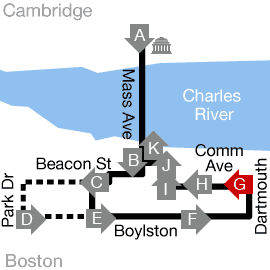 Cambridge
A
Mass Ave
Charles
River
K
B
J
Beacon St
Comm
Ave
C
I
H
G
Park Dr
Dartmouth
D
E
F
Boylston
Boston